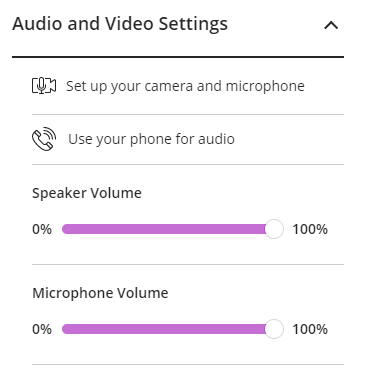 Audio and Video Settings
Set up your camera and microphone
Use your phone for audio
Speaker Volume
0% 100%
Microphone Volume
0% 100%